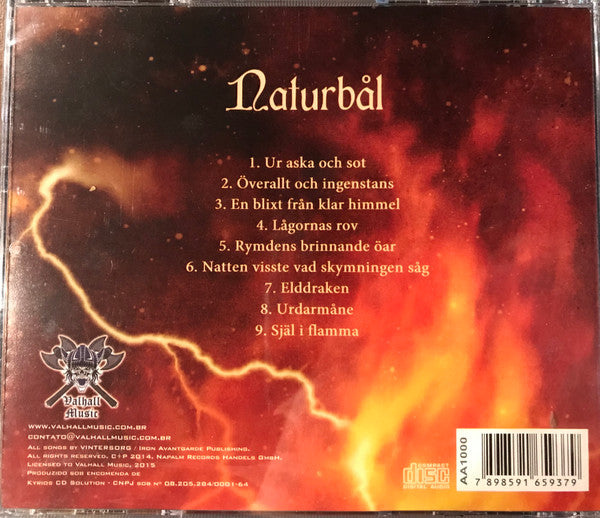 Naturbål
1. Ur aska och sot
2. Överallt och ingenstans
3. En blixt från klar himmel
4. Lågornas rov
5. Rymdens brinnande öar
6. Natten visste vad skymningen såg
7. Elddraken
8. Urdarmåne
9. Själ i flamma
Valhall
Music
www.valhallmusic.com.br
contato@valhallmusic.com.br
All songs by VINTERSORG / Iron Avantgarde Publishing.
All rights reserved. C+P 2014, Napalm Records Handels GmbH.
Licensed to Valhall Music, 2015
Produzido sob encomenda de
Kyrios CD Solution • CNPJ sob nº 08.205.284/0001-64
COMPACT
disc
DIGITAL AUDIO
AA1000
7 898591 659379